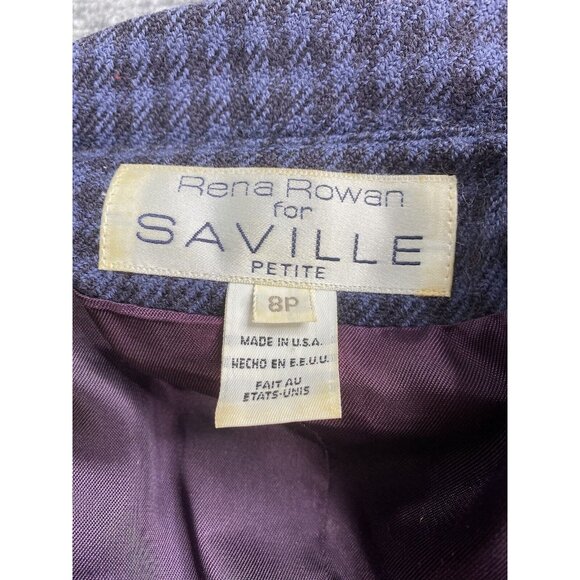 Rena Rowan
for
SAVILLE
PETITE
8P
MADE IN U.S.A.
HECHO EN E.E.U.U.
FAIT AU
ETATS-UNIS